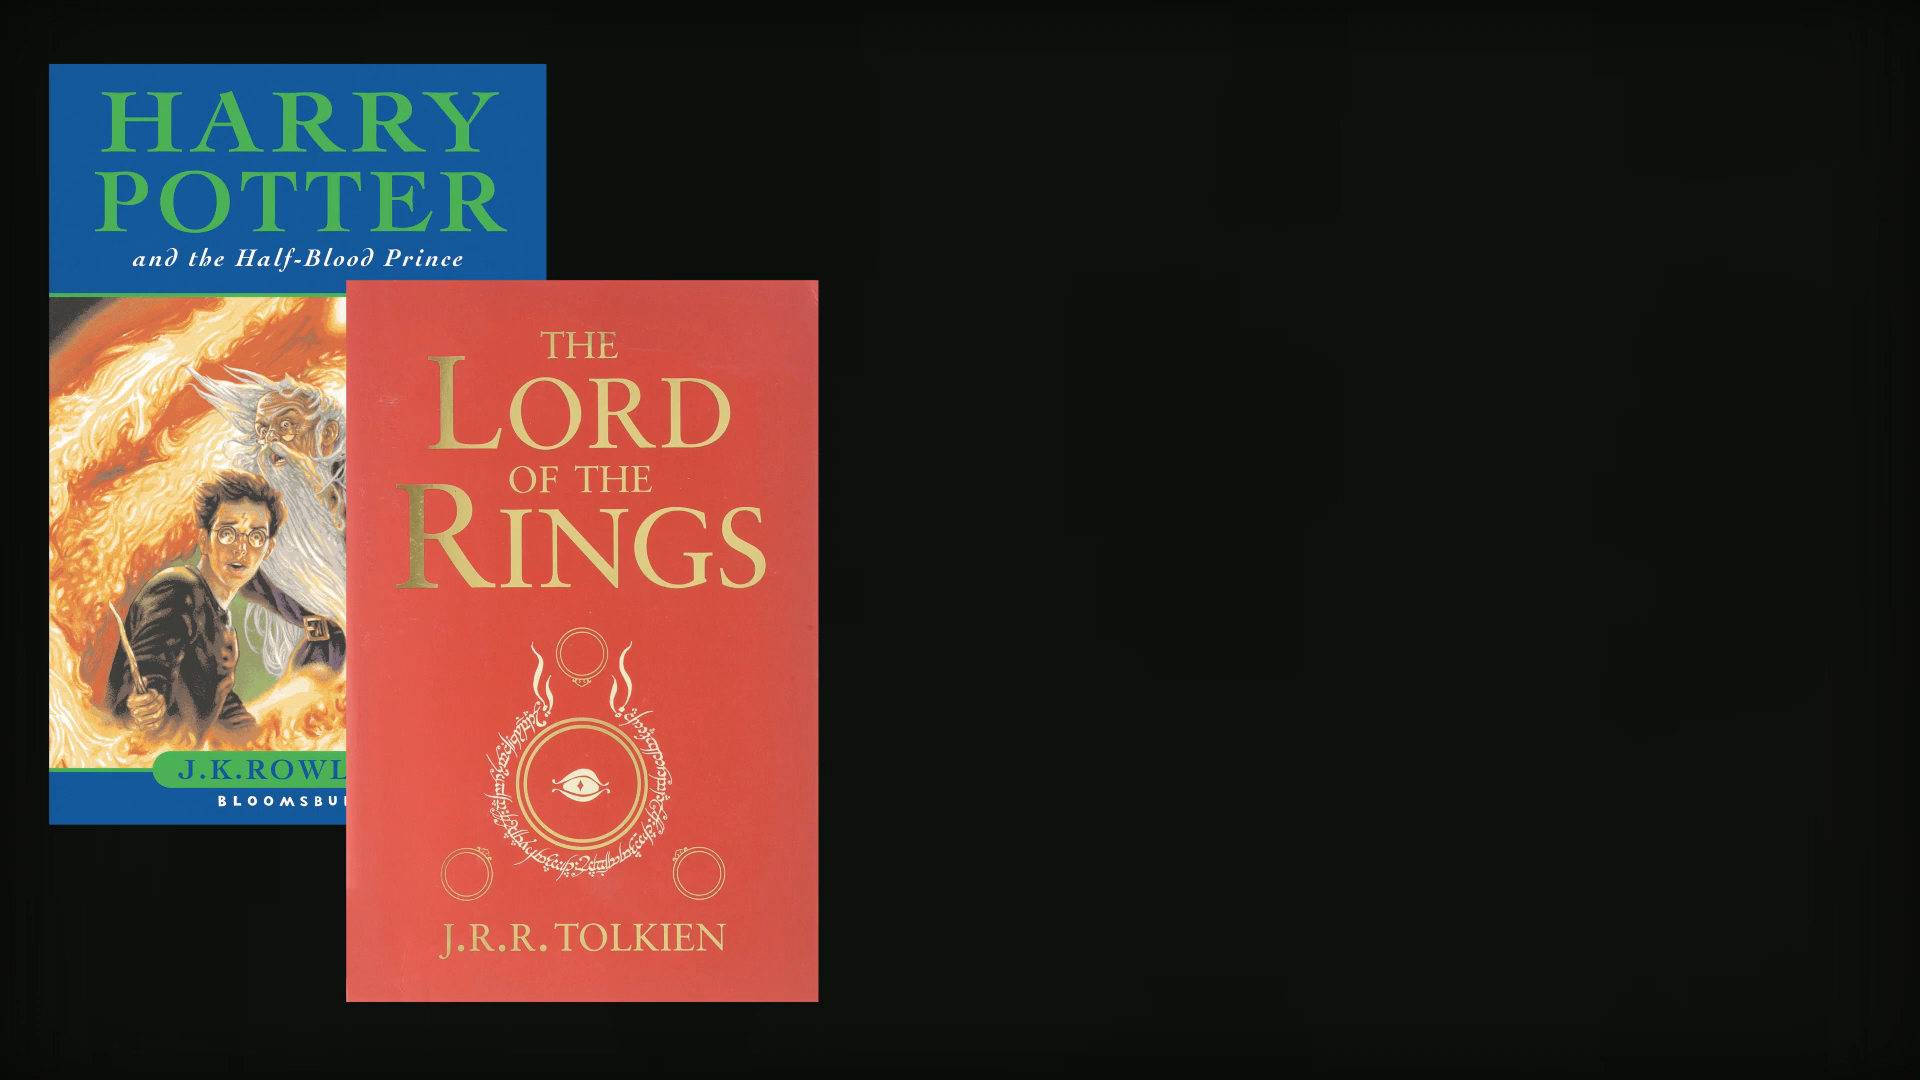 HARRY
POTTER
and the Half-Blood Prince
J.K.ROWL
BLOOMSBU
THE
LORD
OF THE
RINGS
J.R.R. TOLKIEN